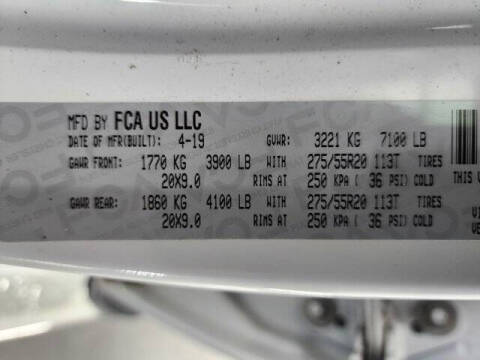 MFD BY FCA US LLC
DATE OF MFR(BUILT): 4-19 GVWR: 3221 KG 7100 LB
GAWR FRONT: 1770 KG 3900 LB WITH 275/55R20 113T TIRES
20X9.0 RIMS AT 250 KPA ( 36 PSI) COLD THIS
GAWR REAR: 1860 KG 4100 LB WITH 275/55R20 113T TIRES
20X9.0 RIMS AT 250 KPA ( 36 PSI) COLD